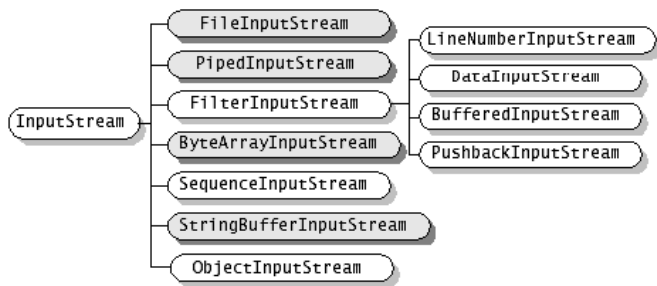 InputStream
FileInputStream
PipedInputStream
FilterInputStream
ByteArrayInputStream
SequenceInputStream
StringBufferInputStream
ObjectInputStream
LineNumberInputStream
DataInputStream
BufferedInputStream
PushbackInputStream